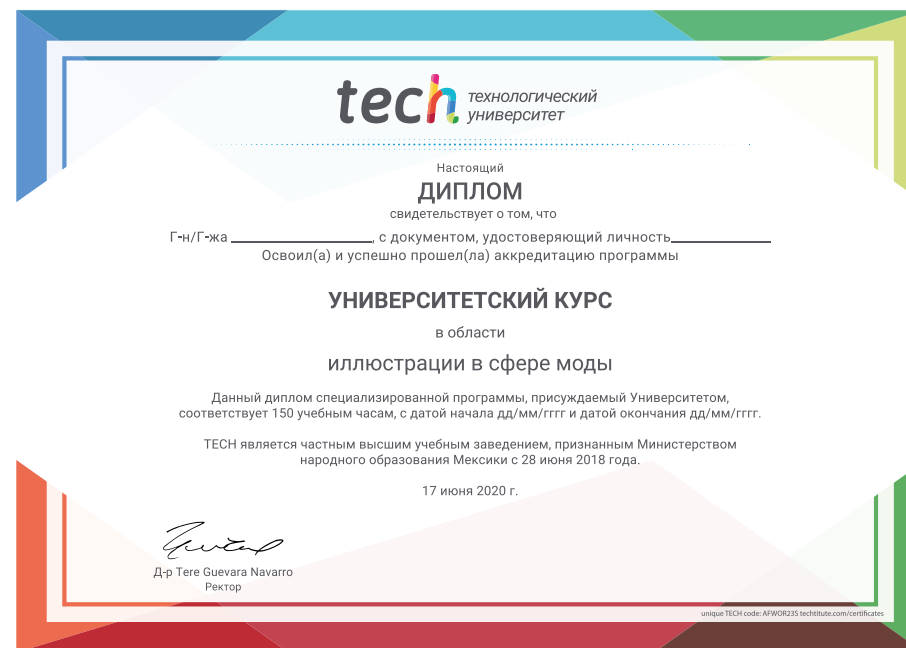 tech технологический
университет
Настоящий
ДИПЛОМ
свидетельствует о том, что
Г-н/Г-жа ____________________, с документом, удостоверяющий личность______________
Освоил(а) и успешно прошел(ла) аккредитацию программы
УНИВЕРСИТЕТСКИЙ КУРС
в области
иллюстрации в сфере моды
Данный диплом специализированной программы, присуждаемый Университетом,
соответствует 150 учебным часам, с датой начала дд/мм/гггг и датой окончания дд/мм/гггг.
TECH является частным высшим учебным заведением, признанным Министерством
народного образования Мексики с 28 июня 2018 года.
17 июня 2020 г.
Д-р Tere Guevara Navarro
Ректор
unique TECH code: AFWOR23S techtitute.com/certificates